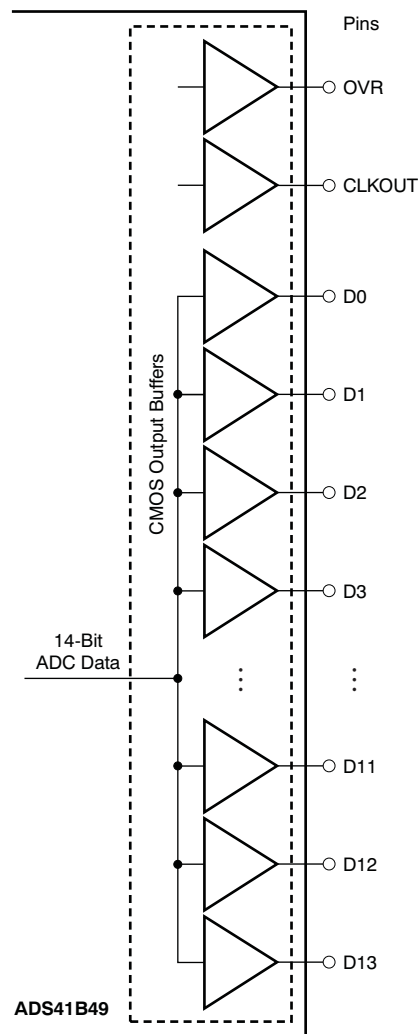 Pins
OVR
CLKOUT
D0
D1
CMOS Output Buffers
D2
D3
14-Bit
ADC Data
D11
D12
D13
ADS41B49